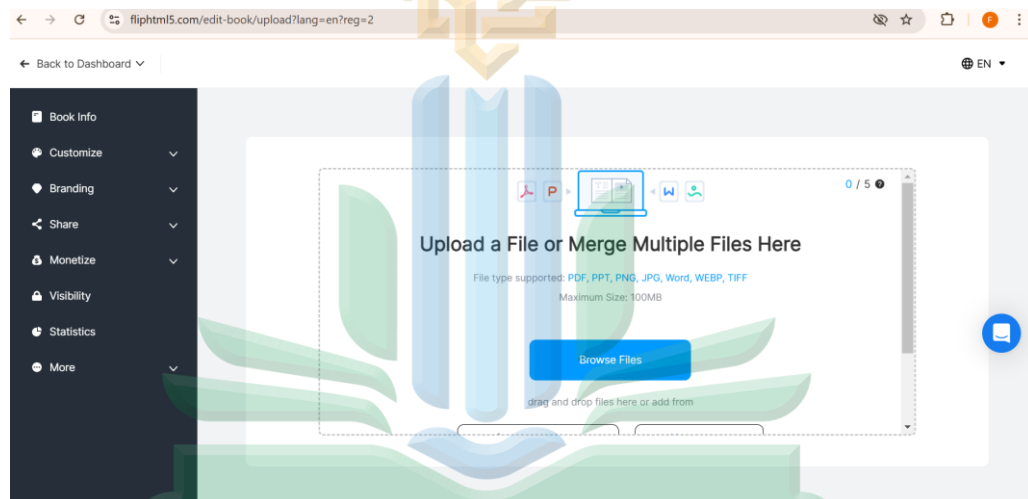 fliphtml5.com/edit-book/upload?lang=en?reg=2
F
Back to Dashboard
EN
Book Info
Customize
Branding
Share
Monetize
Visibility
Statistics
More
0 / 5
Upload a File or Merge Multiple Files Here
File type supported: PDF, PPT, PNG, JPG, Word, WEBP, TIFF
Maximum Size: 100MB
Browse Files
drag and drop files here or add from